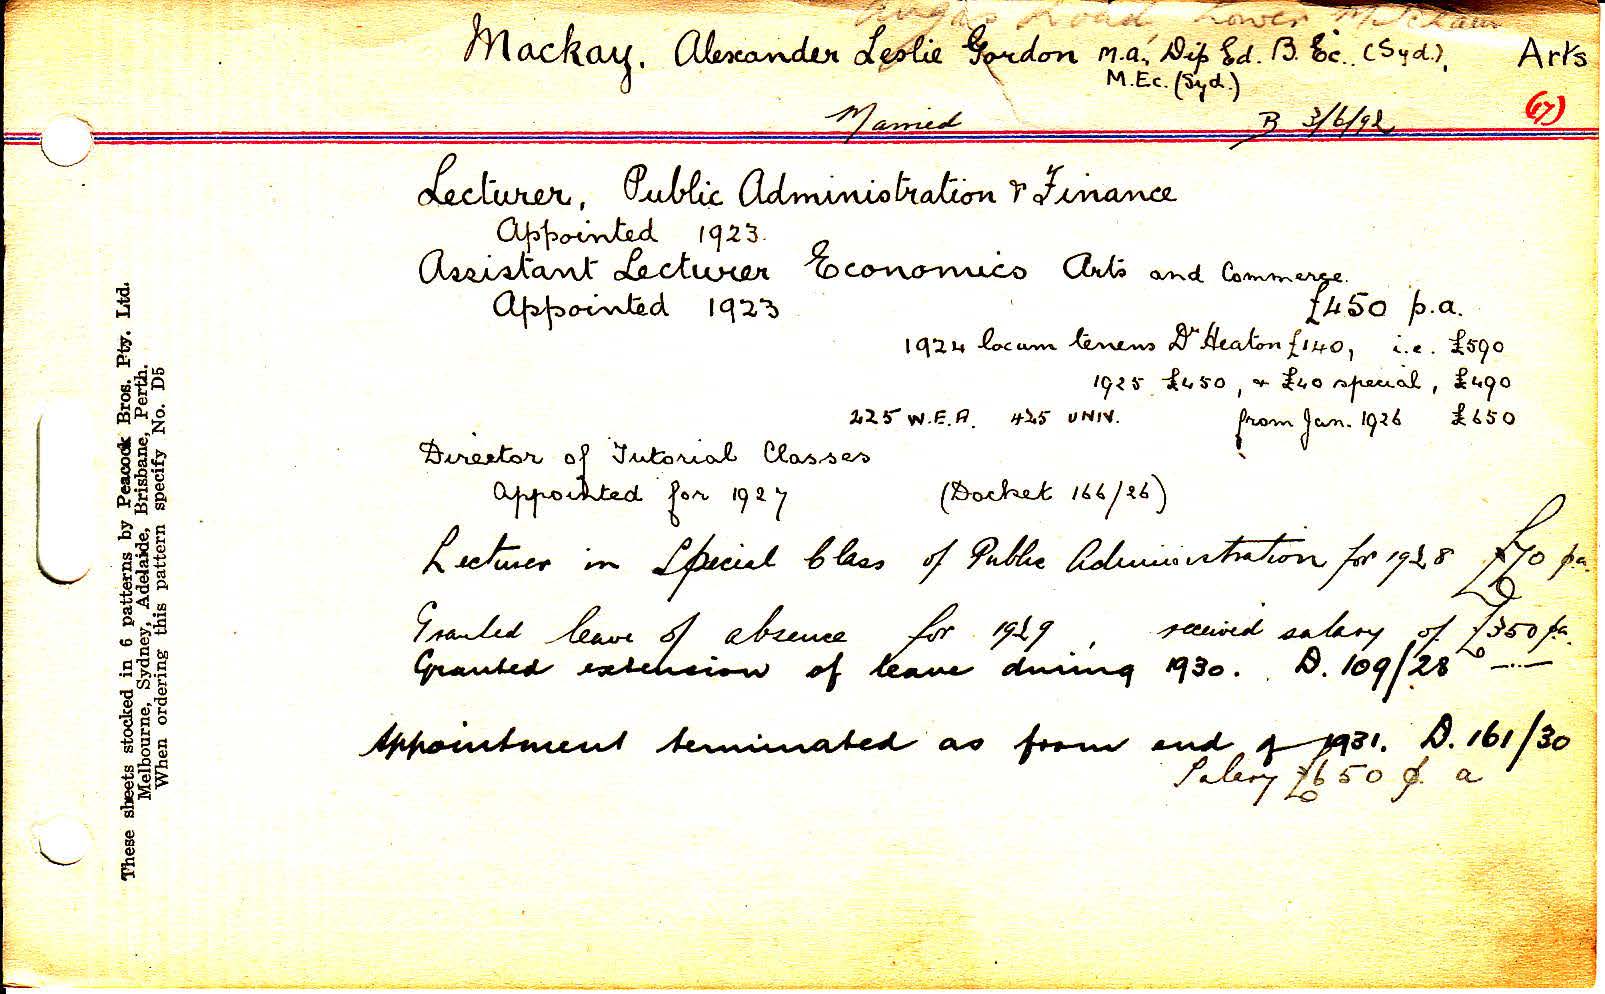 Angas Road, Lower Mitcham
Mackay, Alexander Leslie Gordon M.A., Dip Ed. B. Ec. (Syd.), Arts
M.Ec. (Syd.)
Married B 3/6/92 (17)
Lecturer, Public Administration & Finance
Appointed 1923.
Assistant Lecturer Economics Arts and Commerce.
Appointed 1923 £450 p.a.
1924 locum tenens Dr Heaton £140, i.e. £590
1925 £450, & £40 special, £490
225 W.E.A. 425 UNIV. from Jan. 1926 £650
Director of Tutorial Classes
Appointed for 1927 (Docket 166/26)
Lecturer in Special Class of Public Administration for 1928 £70 p.a.
Granted leave of absence for 1929, received salary of £350 p.a.
Granted extension of leave during 1930. D. 109/28
Appointment terminated as from end of 1931. D. 161/30
Salary £650 p. a
These sheets stocked in 6 patterns by Peacock Bros. Pty. Ltd.
Melbourne, Sydney, Adelaide, Brisbane, Perth.
When ordering this pattern specify No. D5